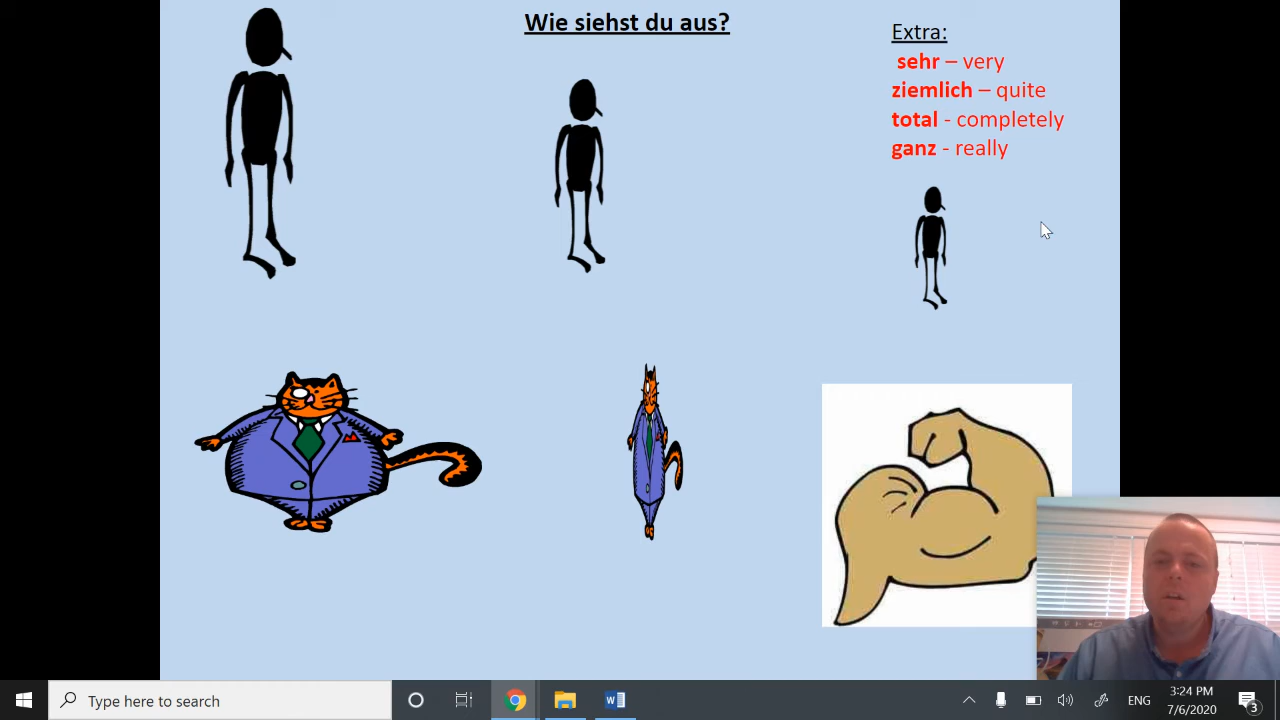 Wie siehst du aus?
Extra:
sehr – very
ziemlich – quite
total - completely
ganz - really
Type here to search
ENG
3:24 PM
7/6/2020
3